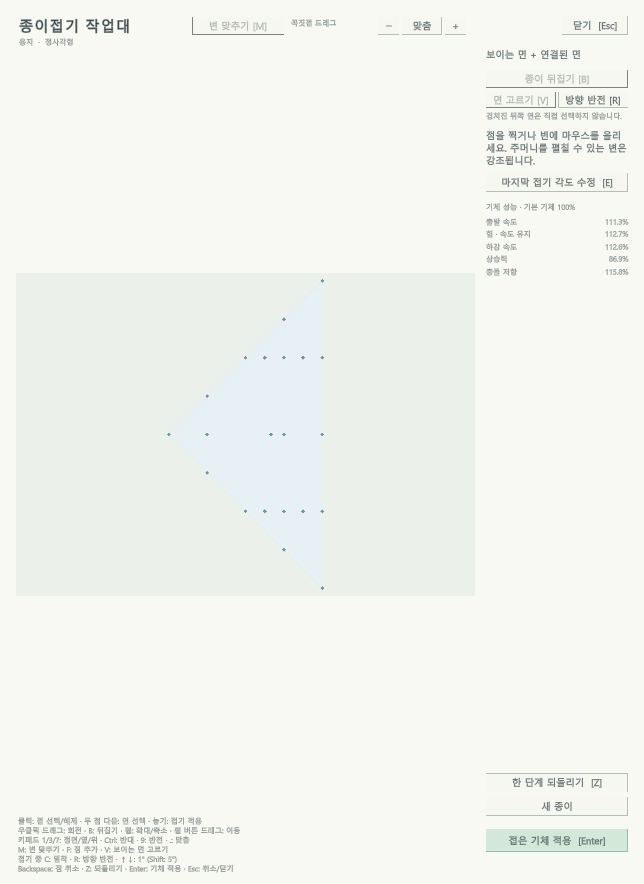 종이접기 작업대
용지 · 정사각형
변 맞추기 [M]
꼭짓점 드래그
−
맞춤
+
닫기 [Esc]
보이는 면 + 연결된 면
종이 뒤집기 [B]
면 고르기 [V]
방향 반전 [R]
겹쳐진 뒤쪽 면은 직접 선택하지 않습니다.
점을 찍거나 변에 마우스를 올리
세요. 주머니를 펼칠 수 있는 변은
강조됩니다.
마지막 접기 각도 수정 [E]
기체 성능 · 기본 기체 100%
출발 속도 111.3%
힘 · 속도 유지 112.7%
하강 속도 112.6%
상승력 86.9%
충돌 저항 115.8%
한 단계 되돌리기 [Z]
새 종이
접은 기체 적용 [Enter]
클릭: 점 선택/해제 · 두 점 다음: 면 선택 · 놓기: 접기 적용
우클릭 드래그: 회전 · B: 뒤집기 · 휠: 확대/축소 · 휠 버튼 드래그: 이동
키패드 1/3/7: 정면/옆/위 · Ctrl: 반대 · 9: 반전 · .: 맞춤
M: 변 맞추기 · F: 점 추가 · V: 보이는 면 고르기
접기 중 C: 밀착 · R: 방향 반전 · ↑ ↓: 1° (Shift: 5°)
Backspace: 점 취소 · Z: 되돌리기 · Enter: 기체 적용 · Esc: 취소/닫기